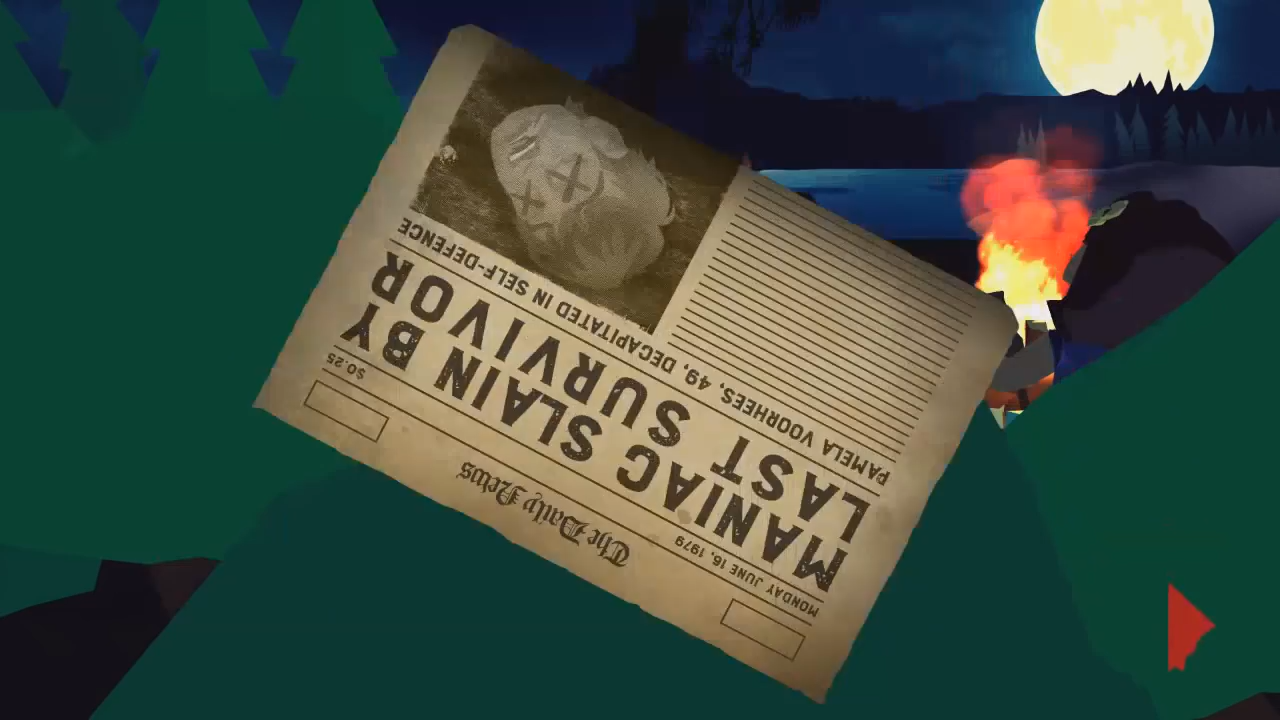 The Daily News
MONDAY JUNE 16, 1979
$0.25
MANIAC SLAIN BY
LAST SURVIVOR
PAMELA VOORHEES, 49, DECAPITATED IN SELF-DEFENCE